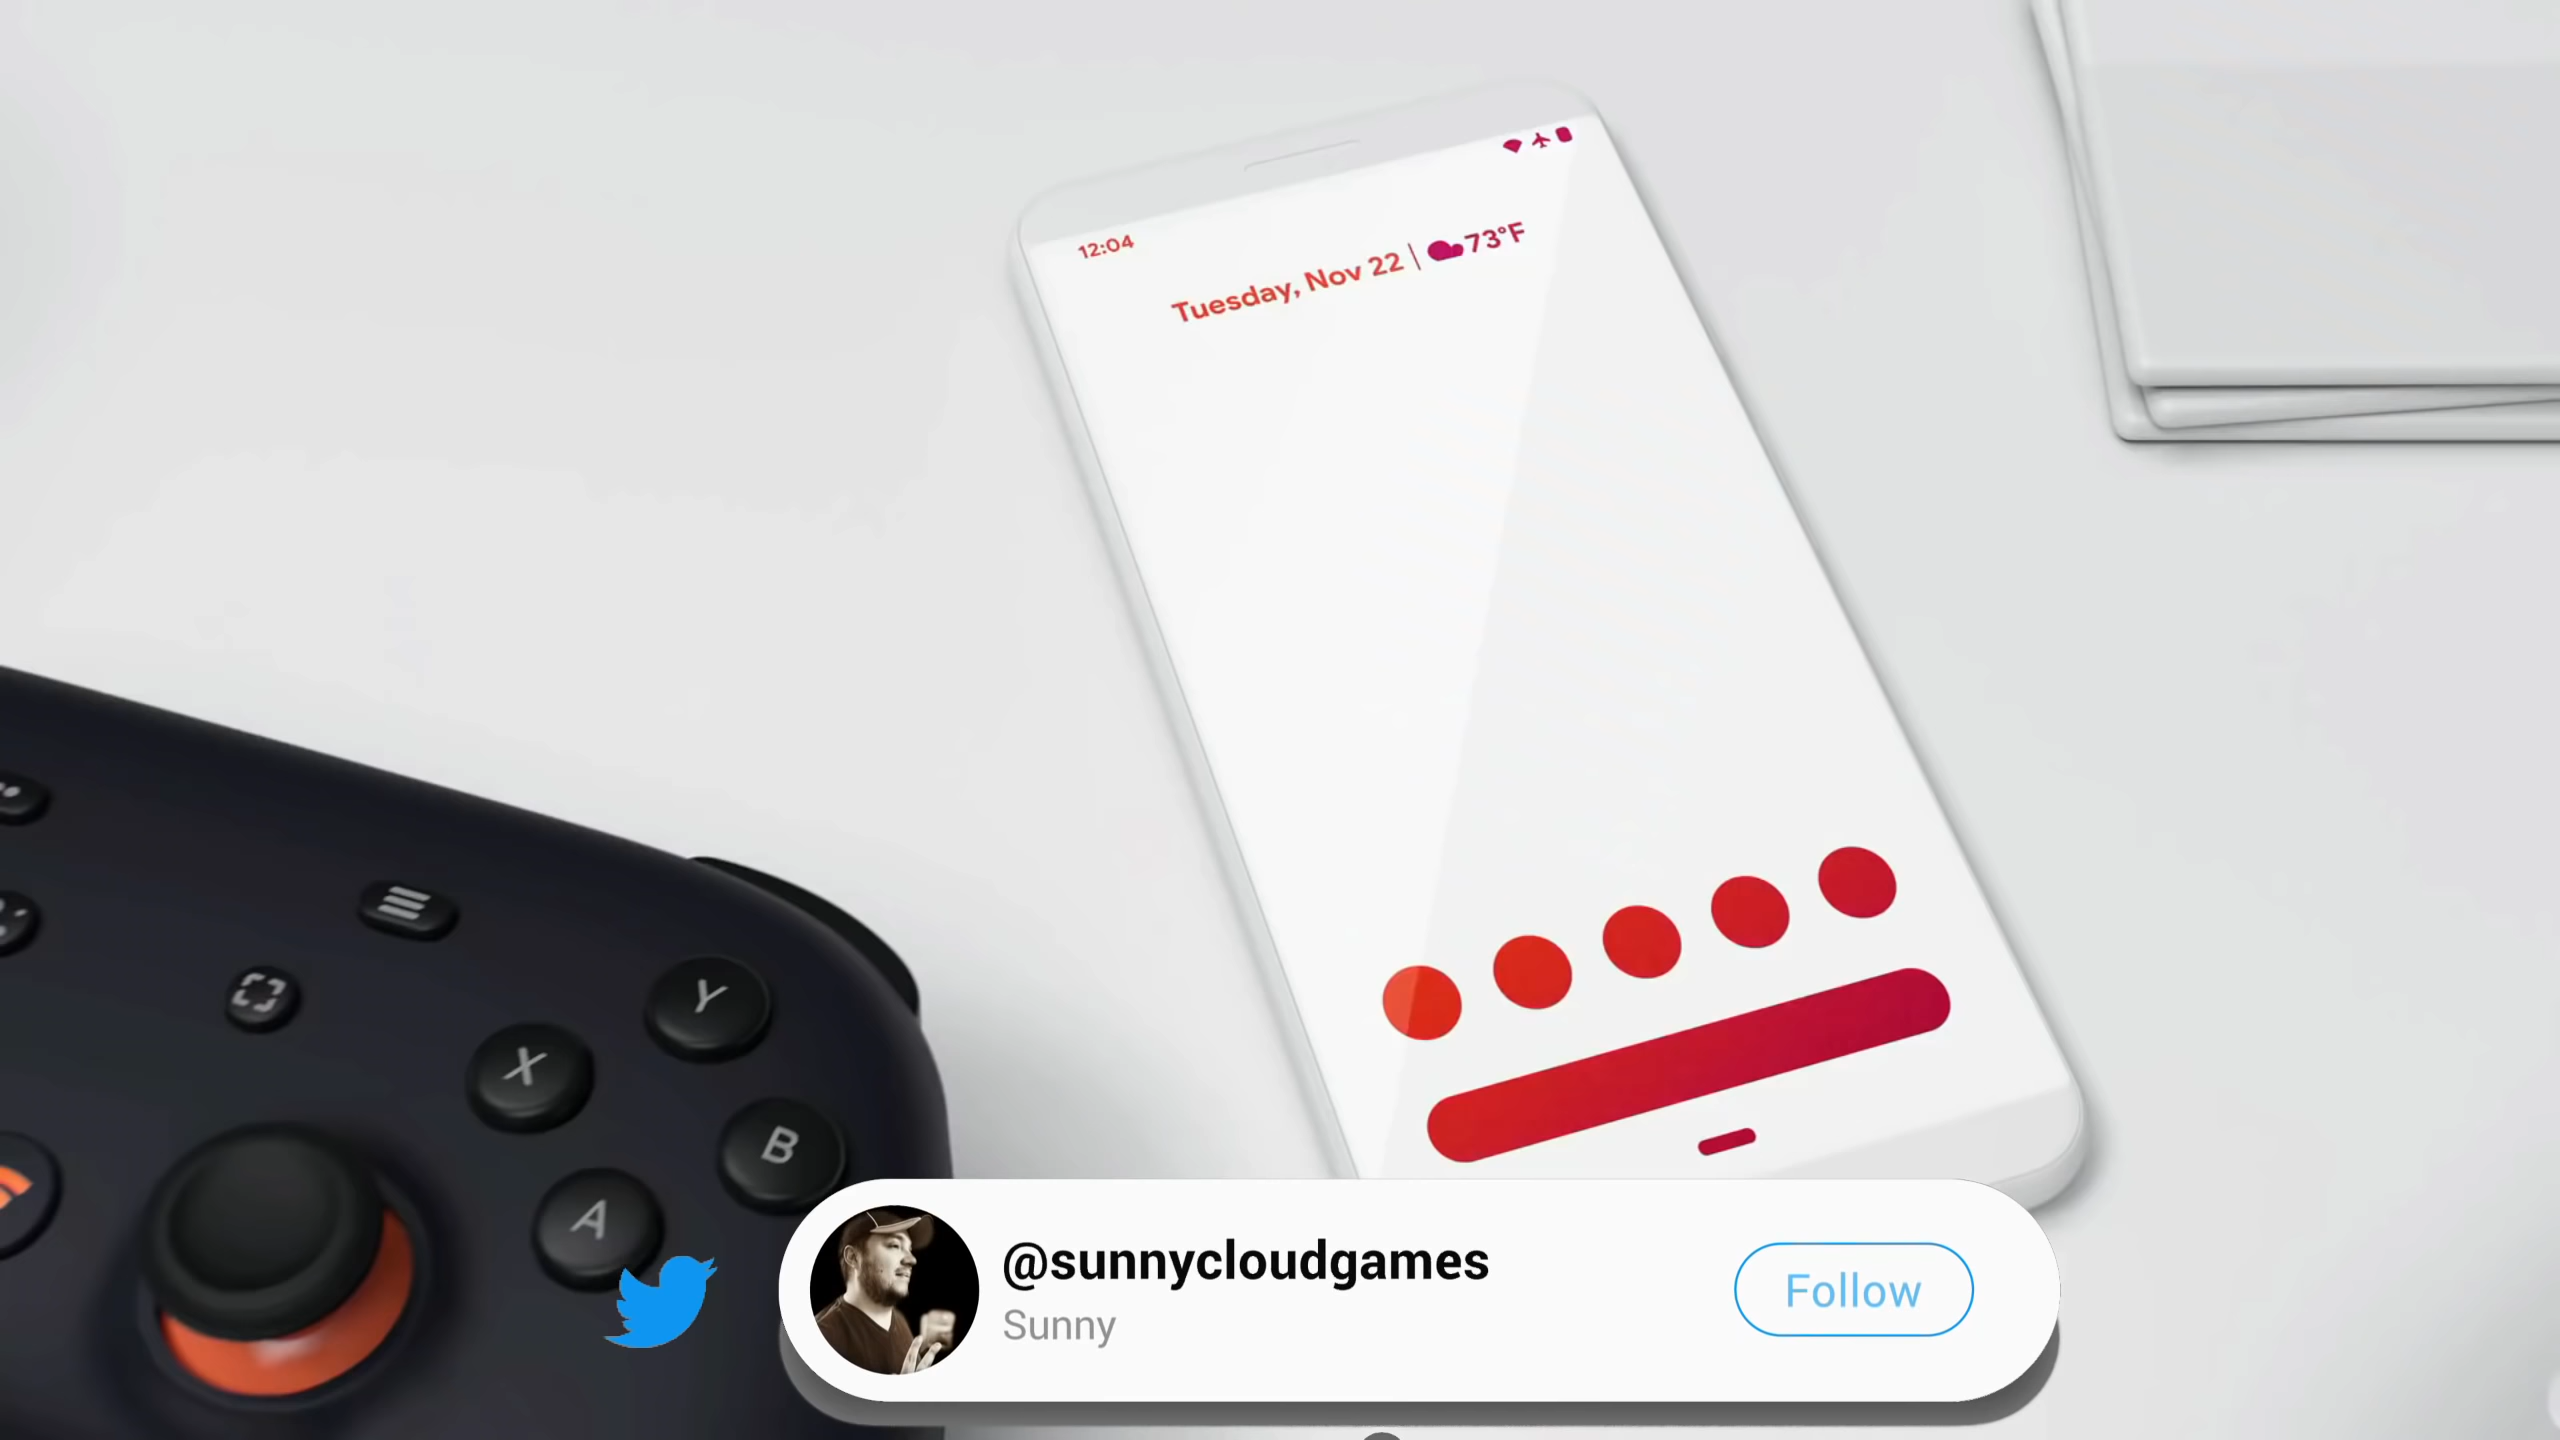 12:04
Tuesday, Nov 22 | 73°F
Y
X
B
A
@sunnycloudgames
Sunny
Follow